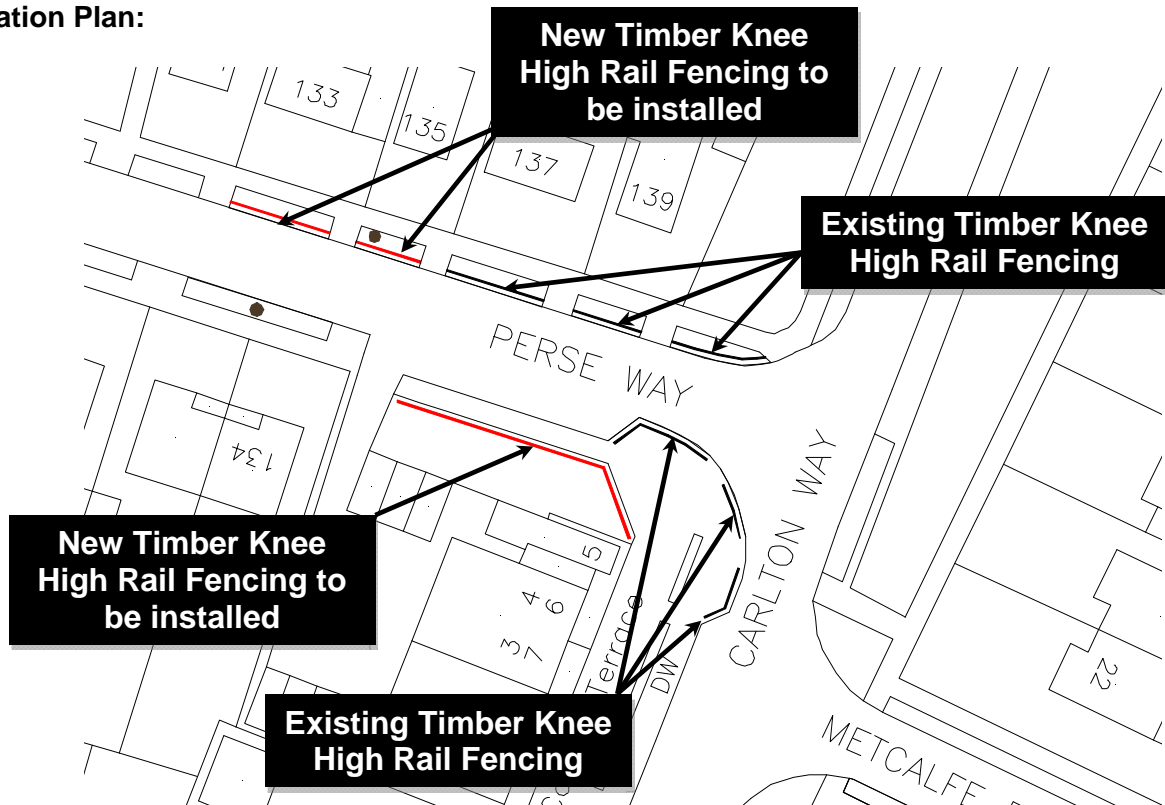 ation Plan:
New Timber Knee
High Rail Fencing to
be installed
133
135
137
139
Existing Timber Knee
High Rail Fencing
PERSE WAY
134
CARLTON WAY
New Timber Knee
High Rail Fencing to
be installed
5
4
6
3
7
Terrace
DW
22
Existing Timber Knee
High Rail Fencing
METCALFE